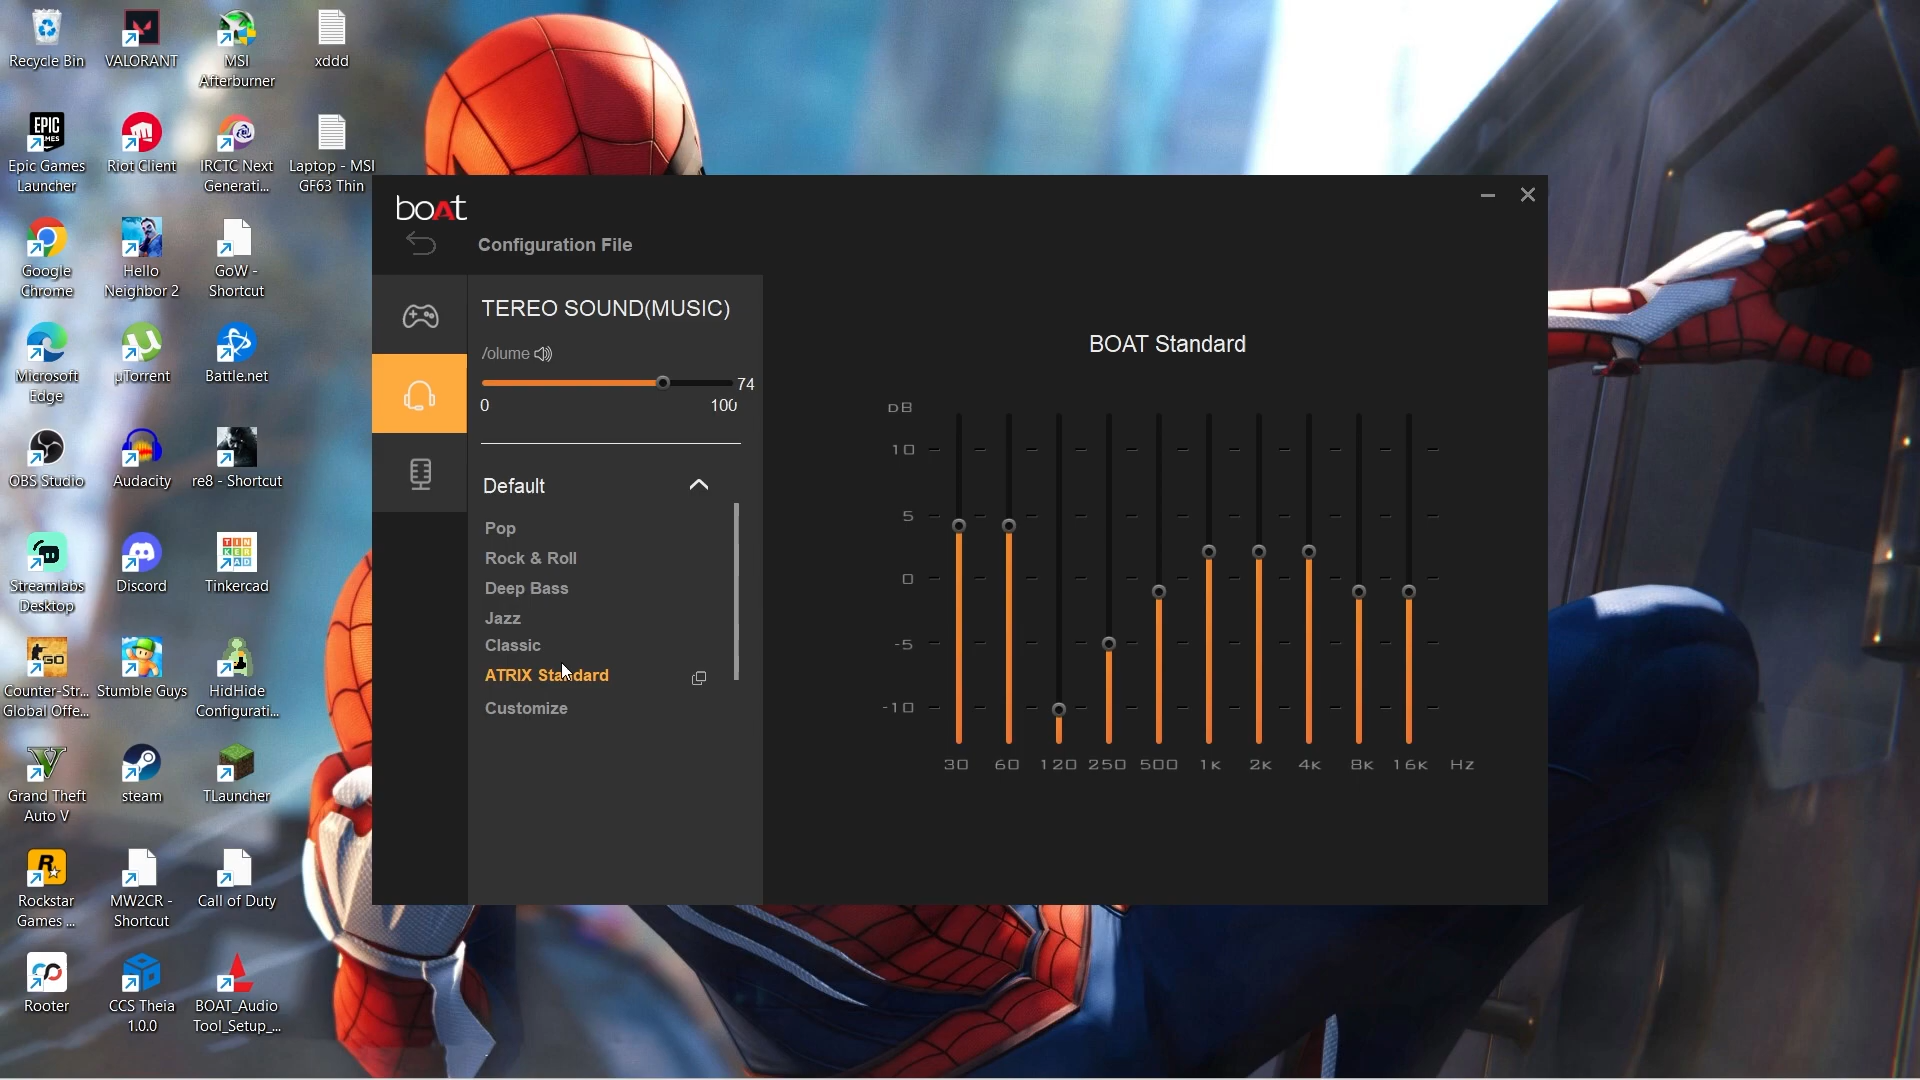 Recycle Bin
VALORANT
MSI
Afterburner
xddd
Epic Games
Launcher
Riot Client
IRCTC Next
Generati...
Laptop - MSI
GF63 Thin
Google
Chrome
Hello
Neighbor 2
GoW -
Shortcut
Microsoft
Edge
µTorrent
Battle.net
OBS Studio
Audacity
re8 - Shortcut
Streamlabs
Desktop
Discord
Tinkercad
Counter-Str...
Global Offe...
Stumble Guys
HidHide
Configurati...
Grand Theft
Auto V
steam
TLauncher
Rockstar
Games ...
MW2CR -
Shortcut
Call of Duty
Rooter
CCS Theia
1.0.0
BOAT_Audio
Tool_Setup_...
EPIC
TIN
KER
CAD
GO
boAt
Configuration File
TEREO SOUND(MUSIC)
/olume
74
0 100
Default
Pop
Rock & Roll
Deep Bass
Jazz
Classic
ATRIX Standard
Customize
BOAT Standard
DB
10
5
0
-5
-10
30 60 120 250 500 1K 2K 4K 8K 16K Hz